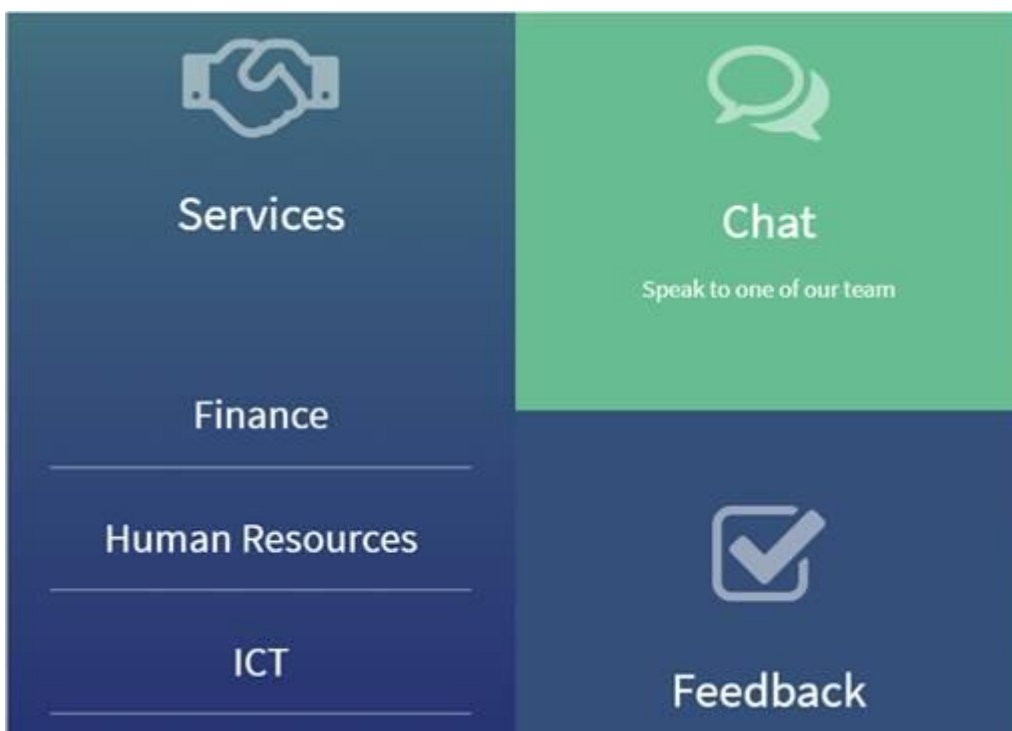 Services
Finance
Human Resources
ICT
Chat
Speak to one of our team
Feedback